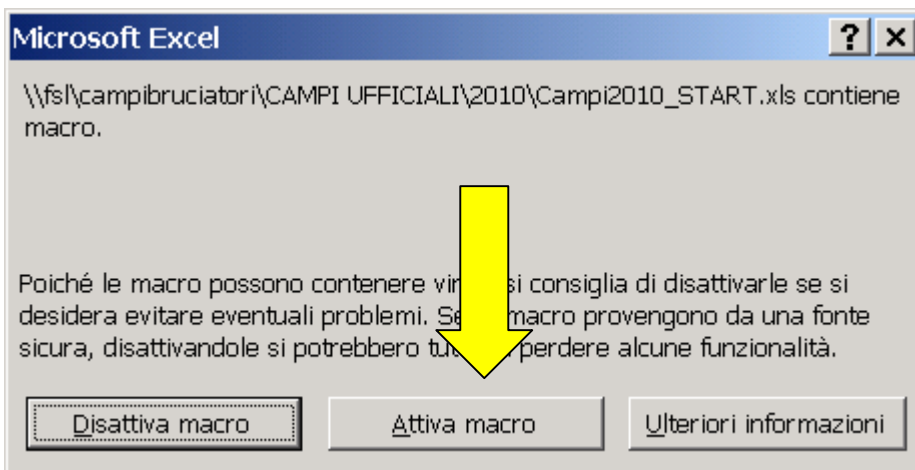 Microsoft Excel
\\fsl\campibruciatori\CAMPI UFFICIALI\2010\Campi2010_START.xls contiene
macro.
Poiché le macro possono contenere si consiglia di disattivarle se si
desidera evitare eventuali problemi. macro provengono da una fonte
sicura, disattivandole si potrebbero perdere alcune funzionalità.
Disattiva macro
Attiva macro
Ulteriori informazioni